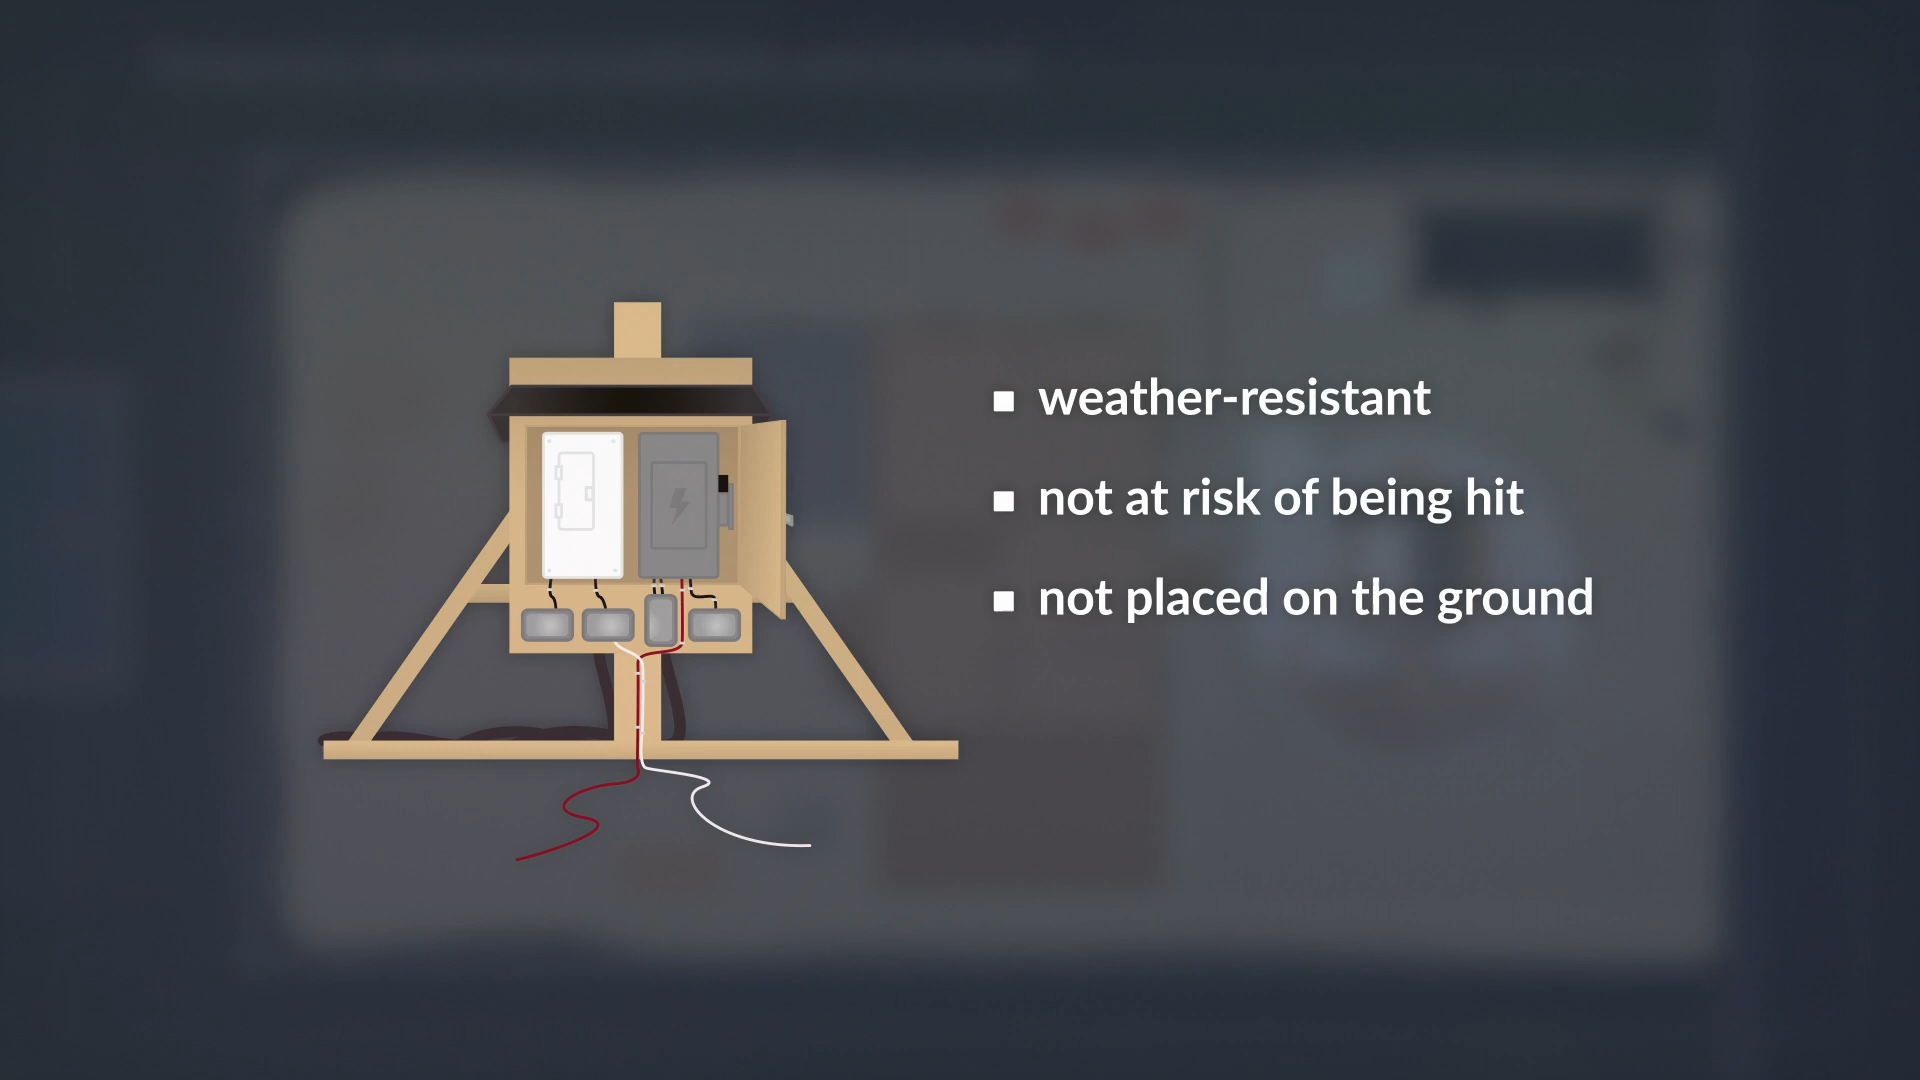 weather-resistant
not at risk of being hit
not placed on the ground